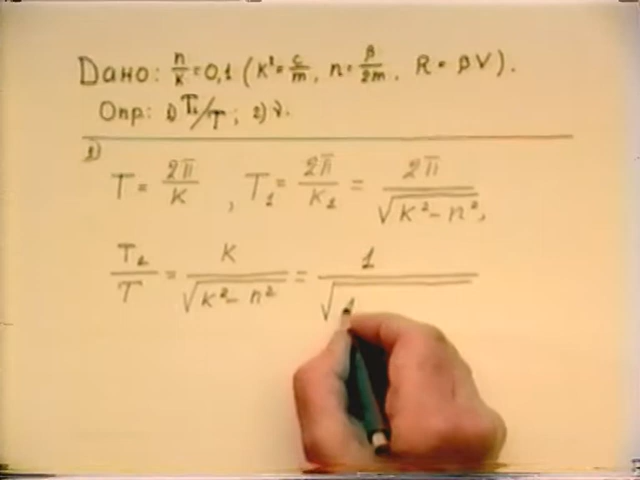 Дано: n/k = 0,1 (k² = c/m, n = β/2m, R = βV).
Опр: 1) T₁/T; 2) ν.
1)
T = 2π/k, T₁ = 2π/k₁ = 2π/√(k² - n²),
T₁/T = k/√(k² - n²) = 1/√1